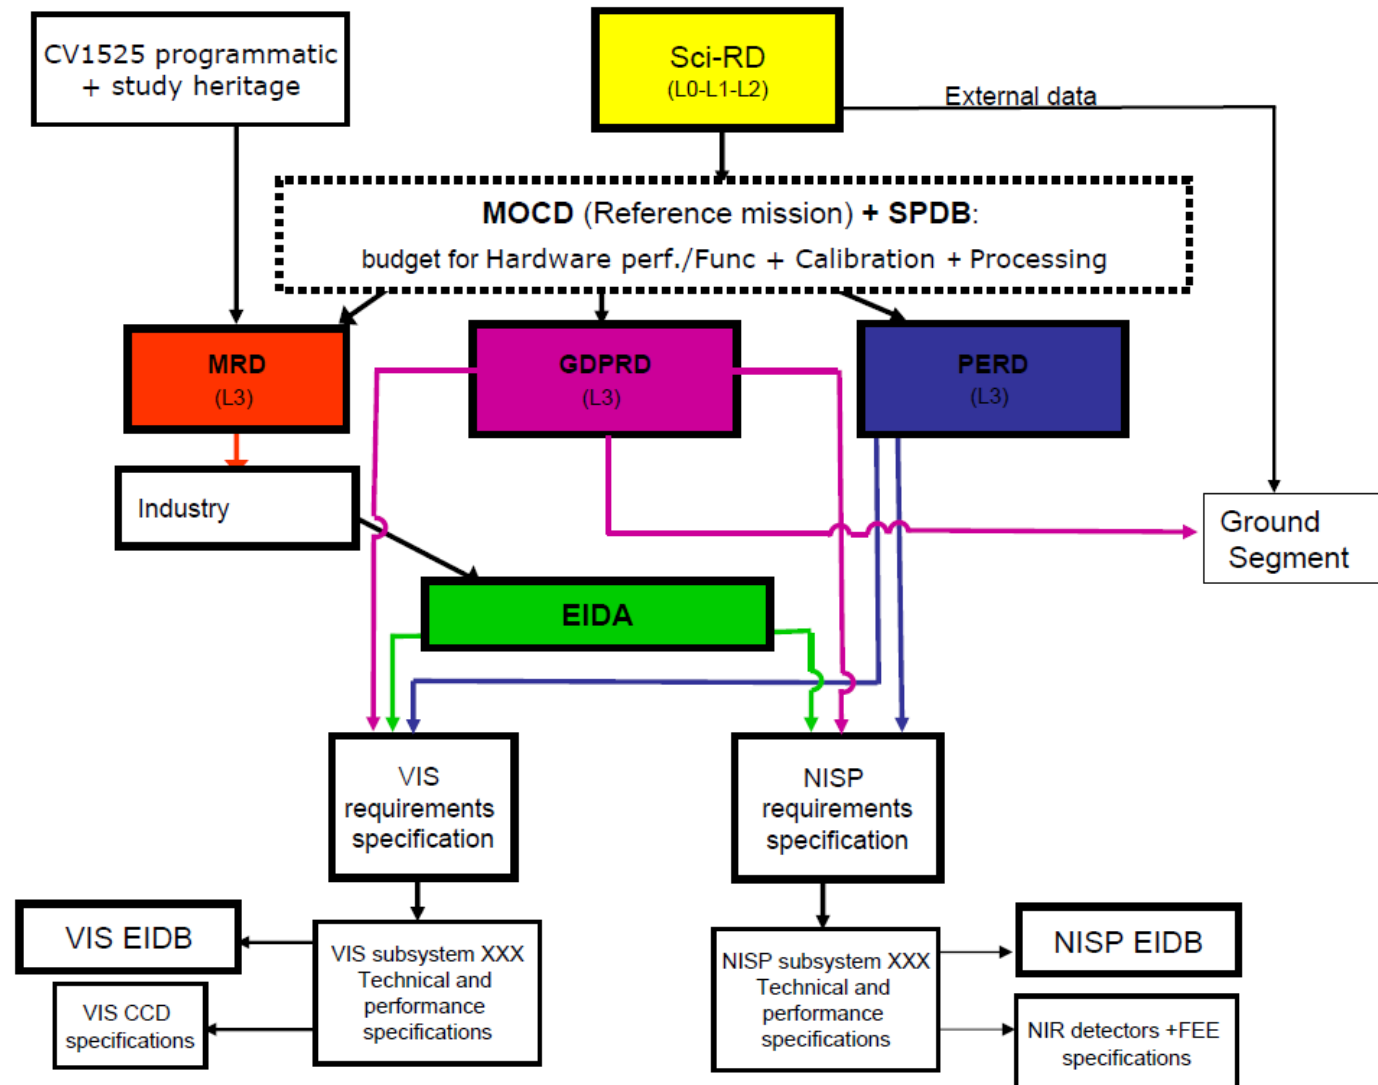 CV1525 programmatic
+ study heritage
Sci-RD
(L0-L1-L2)
External data
MOCD (Reference mission) + SPDB:
budget for Hardware perf./Func + Calibration + Processing
MRD
(L3)
GDPRD
(L3)
PERD
(L3)
Industry
Ground
Segment
EIDA
VIS
requirements
specification
NISP
requirements
specification
VIS EIDB
VIS subsystem XXX
Technical and
performance
specifications
VIS CCD
specifications
NISP subsystem XXX
Technical and
performance
specifications
NISP EIDB
NIR detectors +FEE
specifications